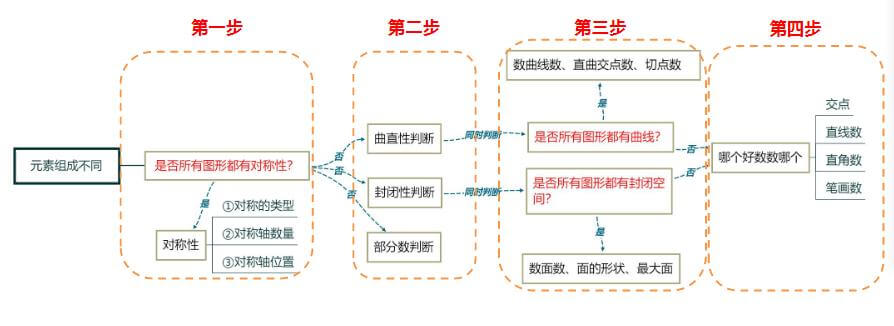 第一步
第二步
第三步
第四步
元素组成不同
是否所有图形都有对称性?
是
对称性
①对称的类型
②对称轴数量
③对称轴位置
否
否
否
曲直性判断
封闭性判断
部分数判断
同时判断
同时判断
数曲线数、直曲交点数、切点数
是
是否所有图形都有曲线?
是否所有图形都有封闭空
间?
是
数面数、面的形状、最大面
否
否
哪个好数数哪个
交点
直线数
直角数
笔画数